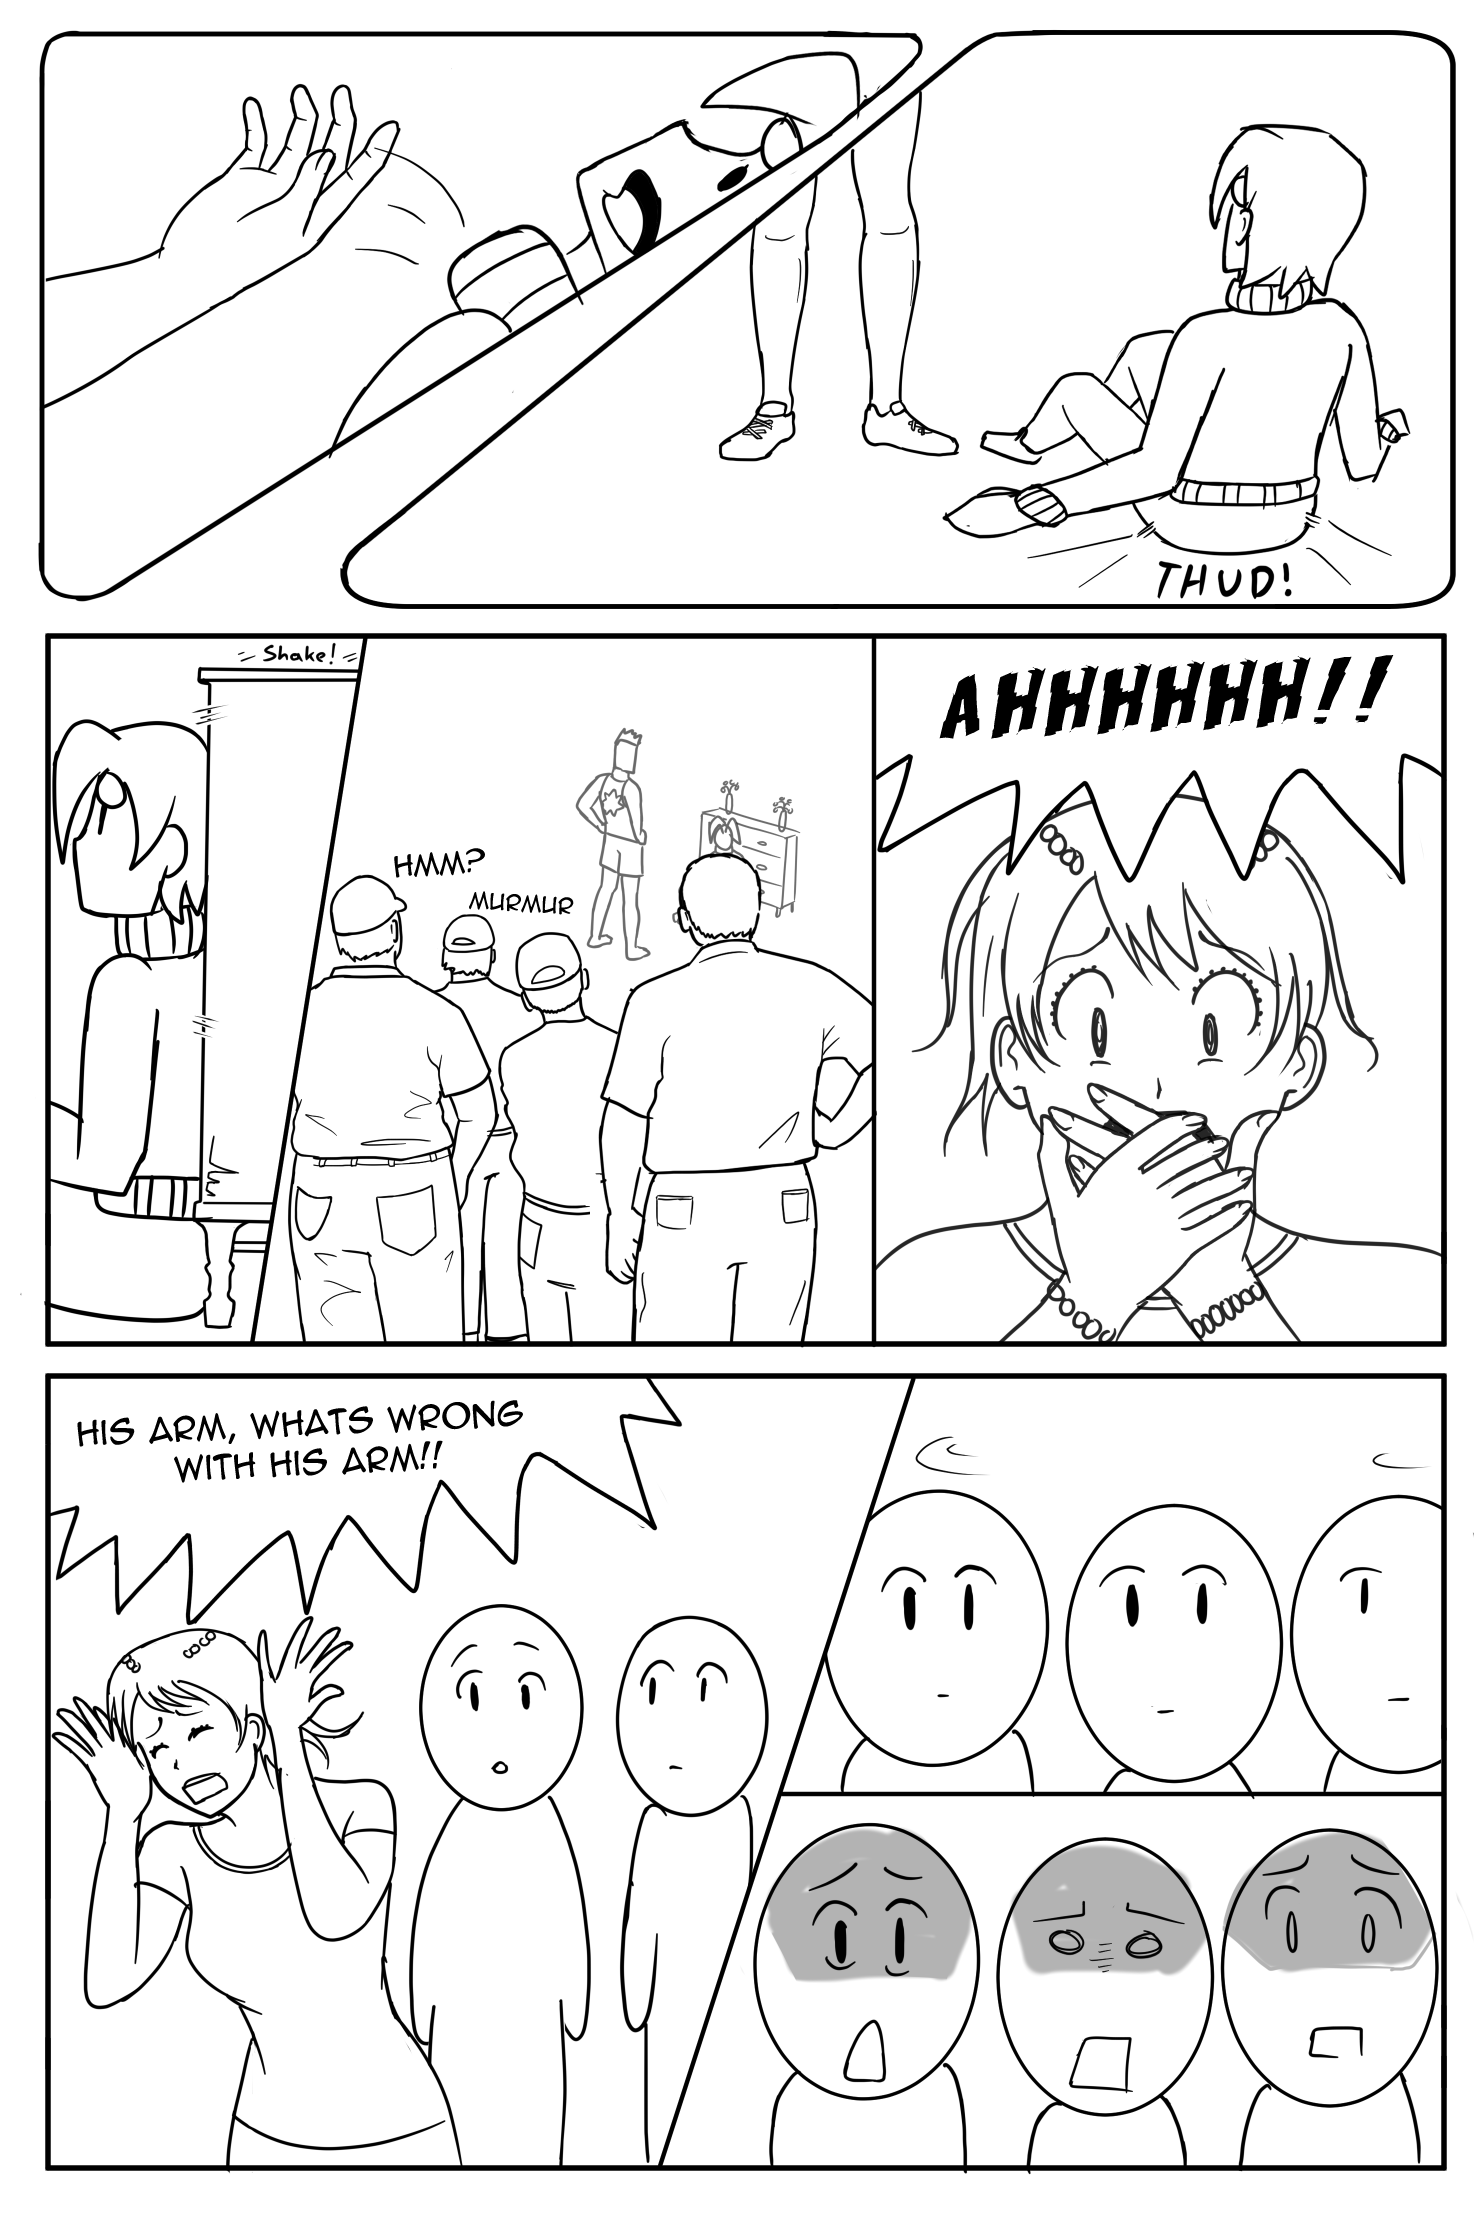 THUD!
Shake!
HMM?
MURMUR
AHHHHHH!!
HIS ARM, WHATS WRONG
WITH HIS ARM!!